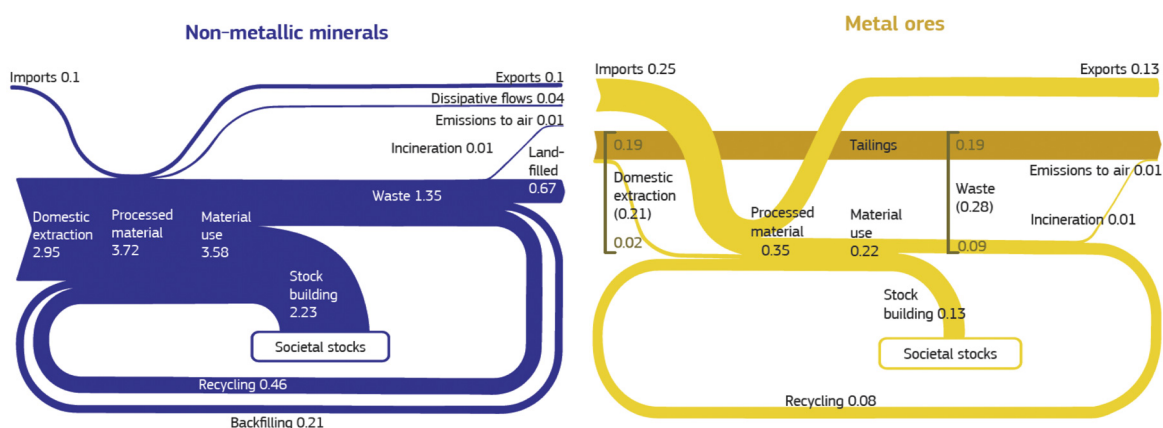 Non-metallic minerals
Imports 0.1
Exports 0.1
Dissipative flows 0.04
Emissions to air 0.01
Incineration 0.01
Land-
filled
0.67
Waste 1.35
Domestic
extraction
2.95
Processed
material
3.72
Material
use
3.58
Stock
building
2.23
Societal stocks
Recycling 0.46
Backfilling 0.21
Metal ores
Imports 0.25
Exports 0.13
0.19
Tailings
0.19
Emissions to air 0.01
Domestic
extraction
(0.21)
Waste
(0.28)
Incineration 0.01
Processed
material
0.35
Material
use
0.22
0.02
0.09
Stock
building 0.13
Societal stocks
Recycling 0.08